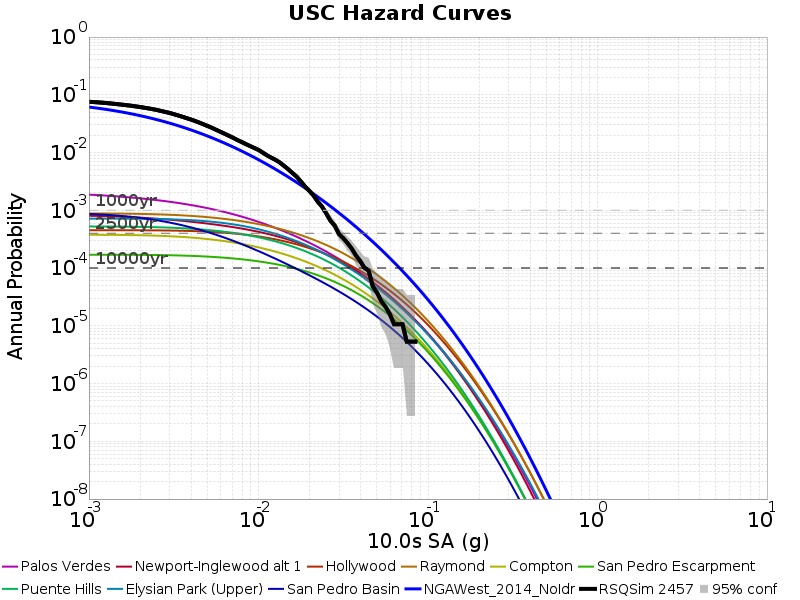 USC Hazard Curves
Annual Probability
10^0
10^-1
10^-2
10^-3
10^-4
10^-5
10^-6
10^-7
10^-8
1000yr
2500yr
10000yr
10^-3 10^-2 10^-1 10^0 10^1
10.0s SA (g)
Palos Verdes Newport-Inglewood alt 1 Hollywood Raymond Compton San Pedro Escarpment
Puente Hills Elysian Park (Upper) San Pedro Basin NGAWest_2014_NoIdr RSQSim 2457 95% conf